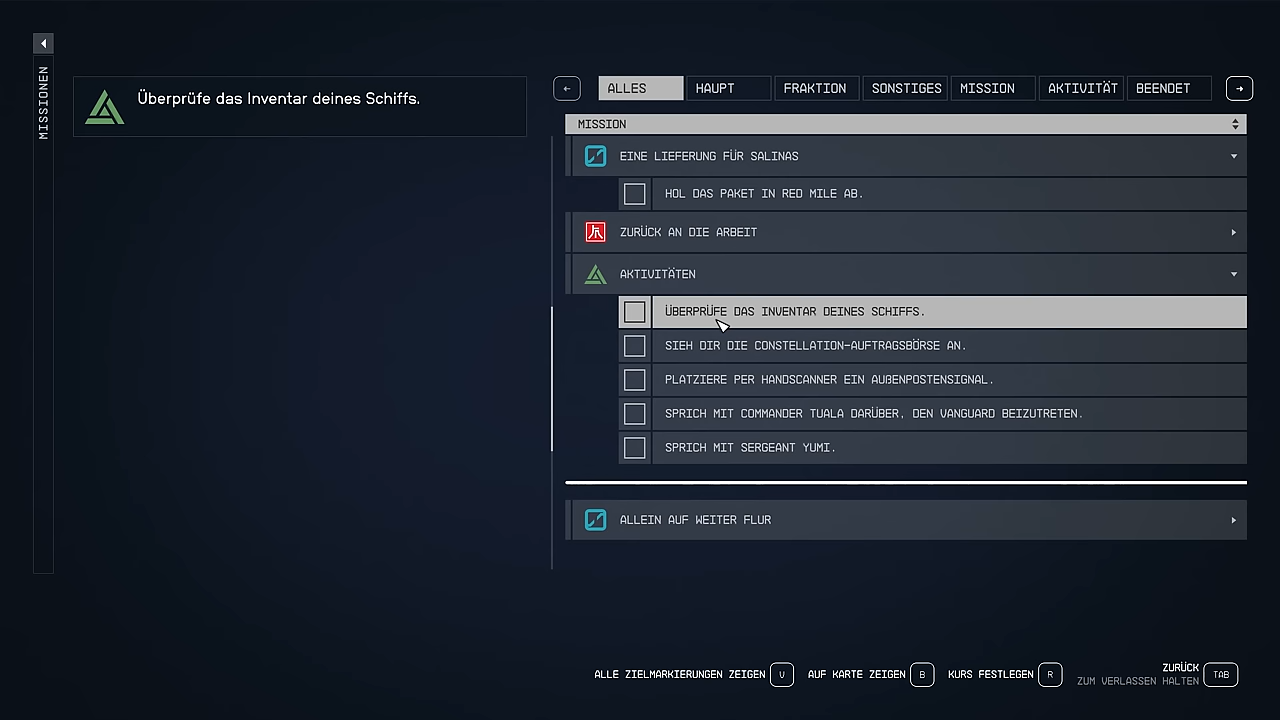 MISSIONEN
Überprüfe das Inventar deines Schiffs.
ALLES HAUPT FRAKTION SONSTIGES MISSION AKTIVITÄT BEENDET
MISSION
EINE LIEFERUNG FÜR SALINAS
HOL DAS PAKET IN RED MILE AB.
ZURÜCK AN DIE ARBEIT
AKTIVITÄTEN
ÜBERPRÜFE DAS INVENTAR DEINES SCHIFFS.
SIEH DIR DIE CONSTELLATION-AUFTRAGSBÖRSE AN.
PLATZIERE PER HANDSCANNER EIN AUßENPOSTENSIGNAL.
SPRICH MIT COMMANDER TUALA DARÜBER, DEN VANGUARD BEIZUTRETEN.
SPRICH MIT SERGEANT YUMI.
ALLEIN AUF WEITER FLUR
ALLE ZIELMARKIERUNGEN ZEIGEN V AUF KARTE ZEIGEN B KURS FESTLEGEN R ZURÜCK TAB
ZUM VERLASSEN HALTEN